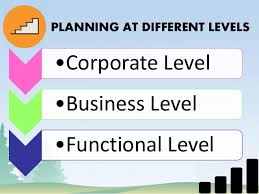 PLANNING AT DIFFERENT LEVELS
•Corporate Level
•Business Level
•Functional Level